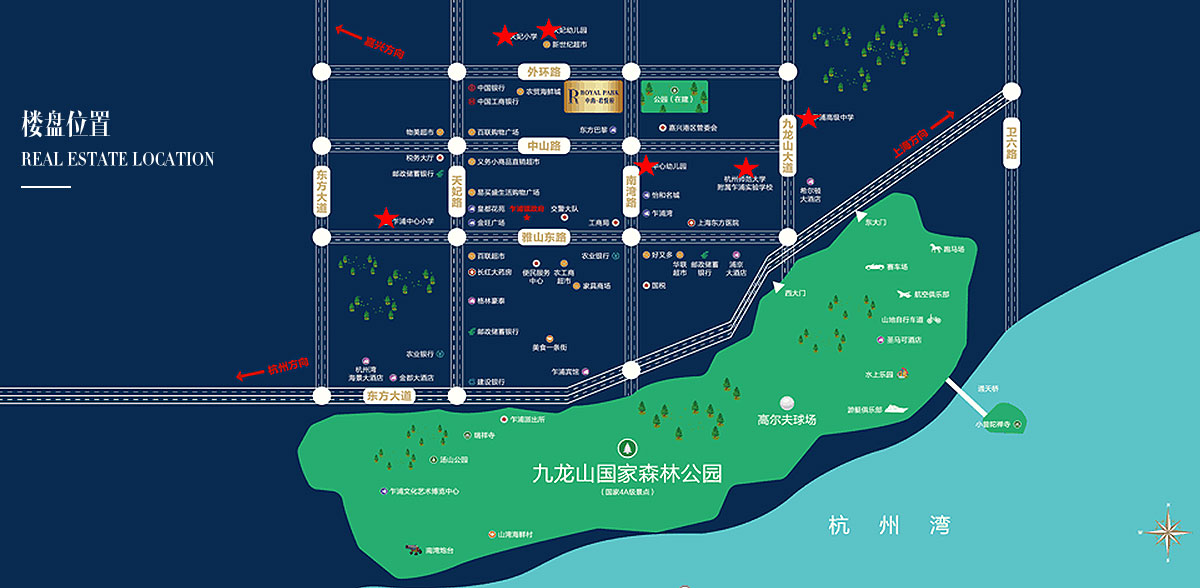 楼盘位置
REAL ESTATE LOCATION
嘉兴方向
天妃小学
天妃幼儿园
新世纪超市
外环路
中国银行
中国工商银行
农贸海鲜城
ROYAL PARK
公园（在建）
物美超市
百联购物广场
东方巴黎
嘉兴港区管委会
乍浦高级中学
九龙山大道
上海方向
卫六路
中山路
税务大厅
邮政储蓄银行
义务小商品直销超市
中心幼儿园
杭州师范大学
附属乍浦实验学校
希尔顿
大酒店
东方大道
天妃路
南湾路
易买盛生活购物广场
怡和名城
皇都花苑
乍浦镇政府
交警大队
乍浦湾
乍浦中心小学
金旺广场
工商局
上海东方医院
雅山东路
东大门
百联超市
农业银行
好又多
华联
超市
邮政储蓄
银行
浦京
大酒店
跑马场
长红大药房
便民服务
中心
农工商
超市
家具商场
国税
赛车场
西大门
航空俱乐部
格林豪泰
山地自行车道
邮政储蓄银行
美食一条街
圣马可酒店
农业银行
杭州湾
海景大酒店
金都大酒店
杭州方向
建设银行
乍浦宾馆
水上乐园
东方大道
通天桥
游艇俱乐部
小普陀禅寺
乍浦派出所
高尔夫球场
瑞祥寺
汤山公园
九龙山国家森林公园
（国家4A级景点）
乍浦文化艺术博览中心
山湾海鲜村
南湾炮台
杭州湾